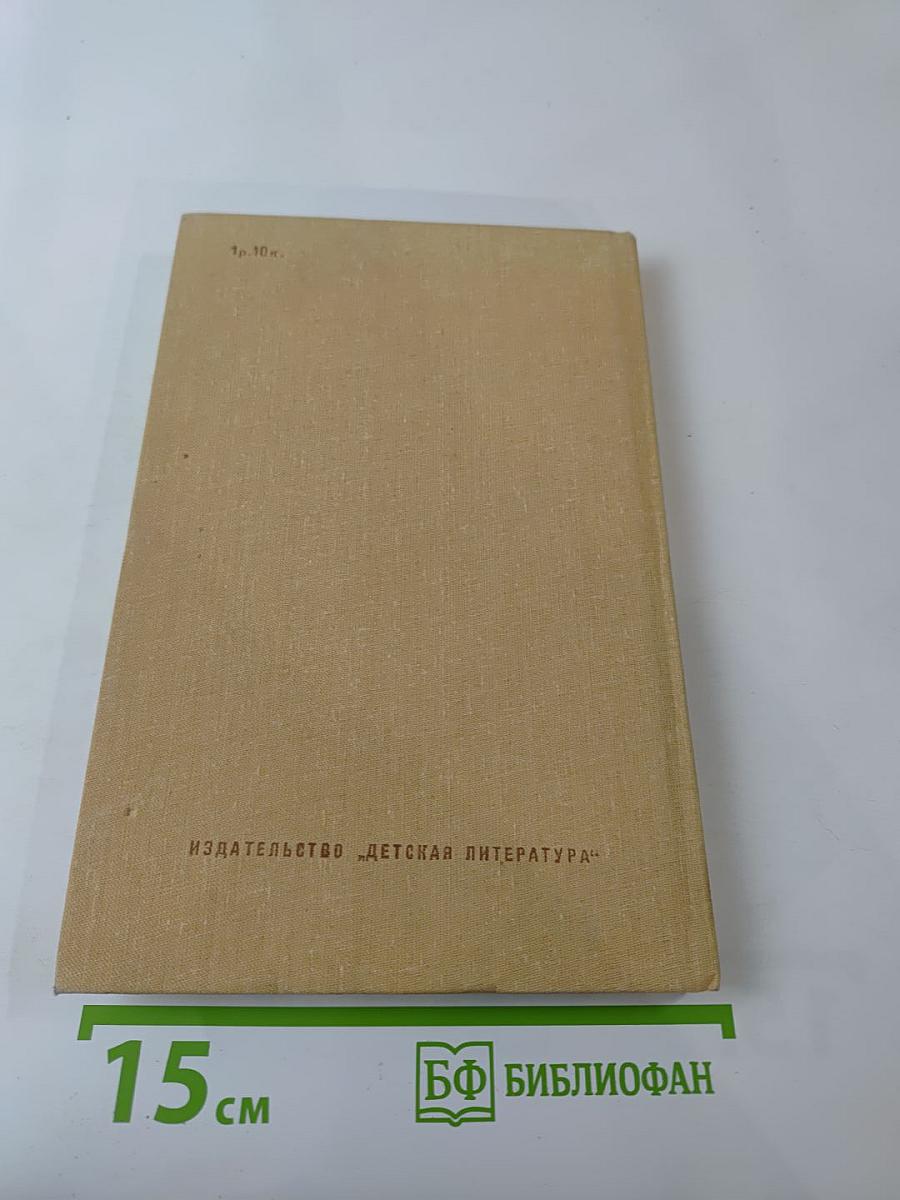 1р.10к.
ИЗДАТЕЛЬСТВО „ДЕТСКАЯ ЛИТЕРАТУРА“
15 см
БФ БИБЛИОФАН